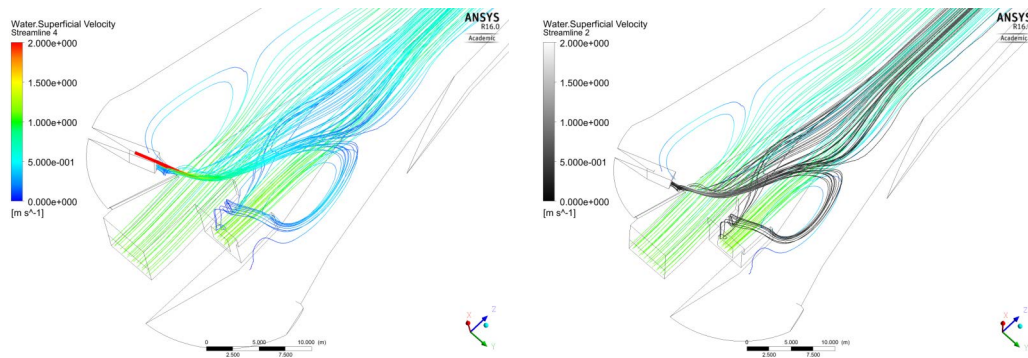 Water.Superficial Velocity
Streamline 4
2.000e+000
1.500e+000
1.000e+000
5.000e-001
0.000e+000
[m s^-1]
ANSYS
R16.0
Academic
0
5.000
10.000 (m)
2.500
7.500
X
Z
Y
Water.Superficial Velocity
Streamline 2
2.000e+000
1.500e+000
1.000e+000
5.000e-001
0.000e+000
[m s^-1]
ANSYS
R16.0
Academic
0
5.000
10.000 (m)
2.500
7.500
X
Z
Y